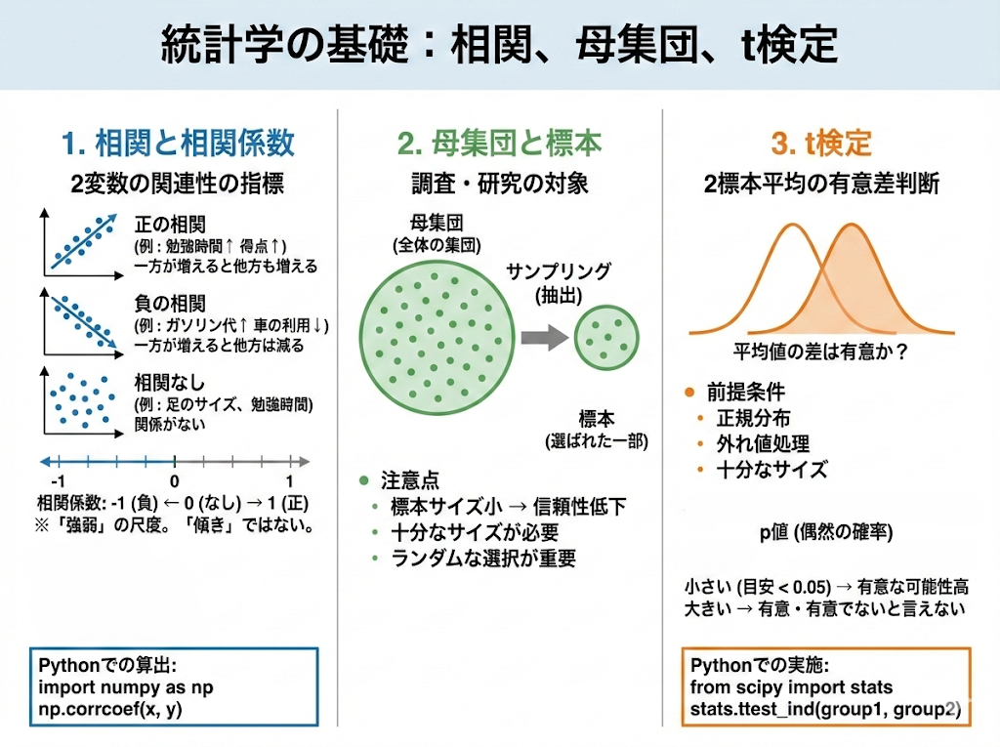 統計学の基礎：相関、母集団、t検定
1. 相関と相関係数
2変数の関連性の指標
正の相関
(例：勉強時間↑ 得点↑)
一方が増えると他方も増える
負の相関
(例：ガソリン代↑ 車の利用↓)
一方が増えると他方は減る
相関なし
(例：足のサイズ、勉強時間)
関係がない
-1 0 1
相関係数: -1 (負) ← 0 (なし) → 1 (正)
※「強弱」の尺度。「傾き」ではない。
Pythonでの算出:
import numpy as np
np.corrcoef(x, y)
2. 母集団と標本
調査・研究の対象
母集団
(全体の集団)
サンプリング
(抽出)
標本
(選ばれた一部)
● 注意点
• 標本サイズ小 → 信頼性低下
• 十分なサイズが必要
• ランダムな選択が重要
3. t検定
2標本平均の有意差判断
平均値の差は有意か？
● 前提条件
• 正規分布
• 外れ値処理
• 十分なサイズ
p値 (偶然の確率)
小さい (目安 < 0.05) → 有意な可能性高
大きい → 有意・有意でないと言えない
Pythonでの実施:
from scipy import stats
stats.ttest_ind(group1, group2)